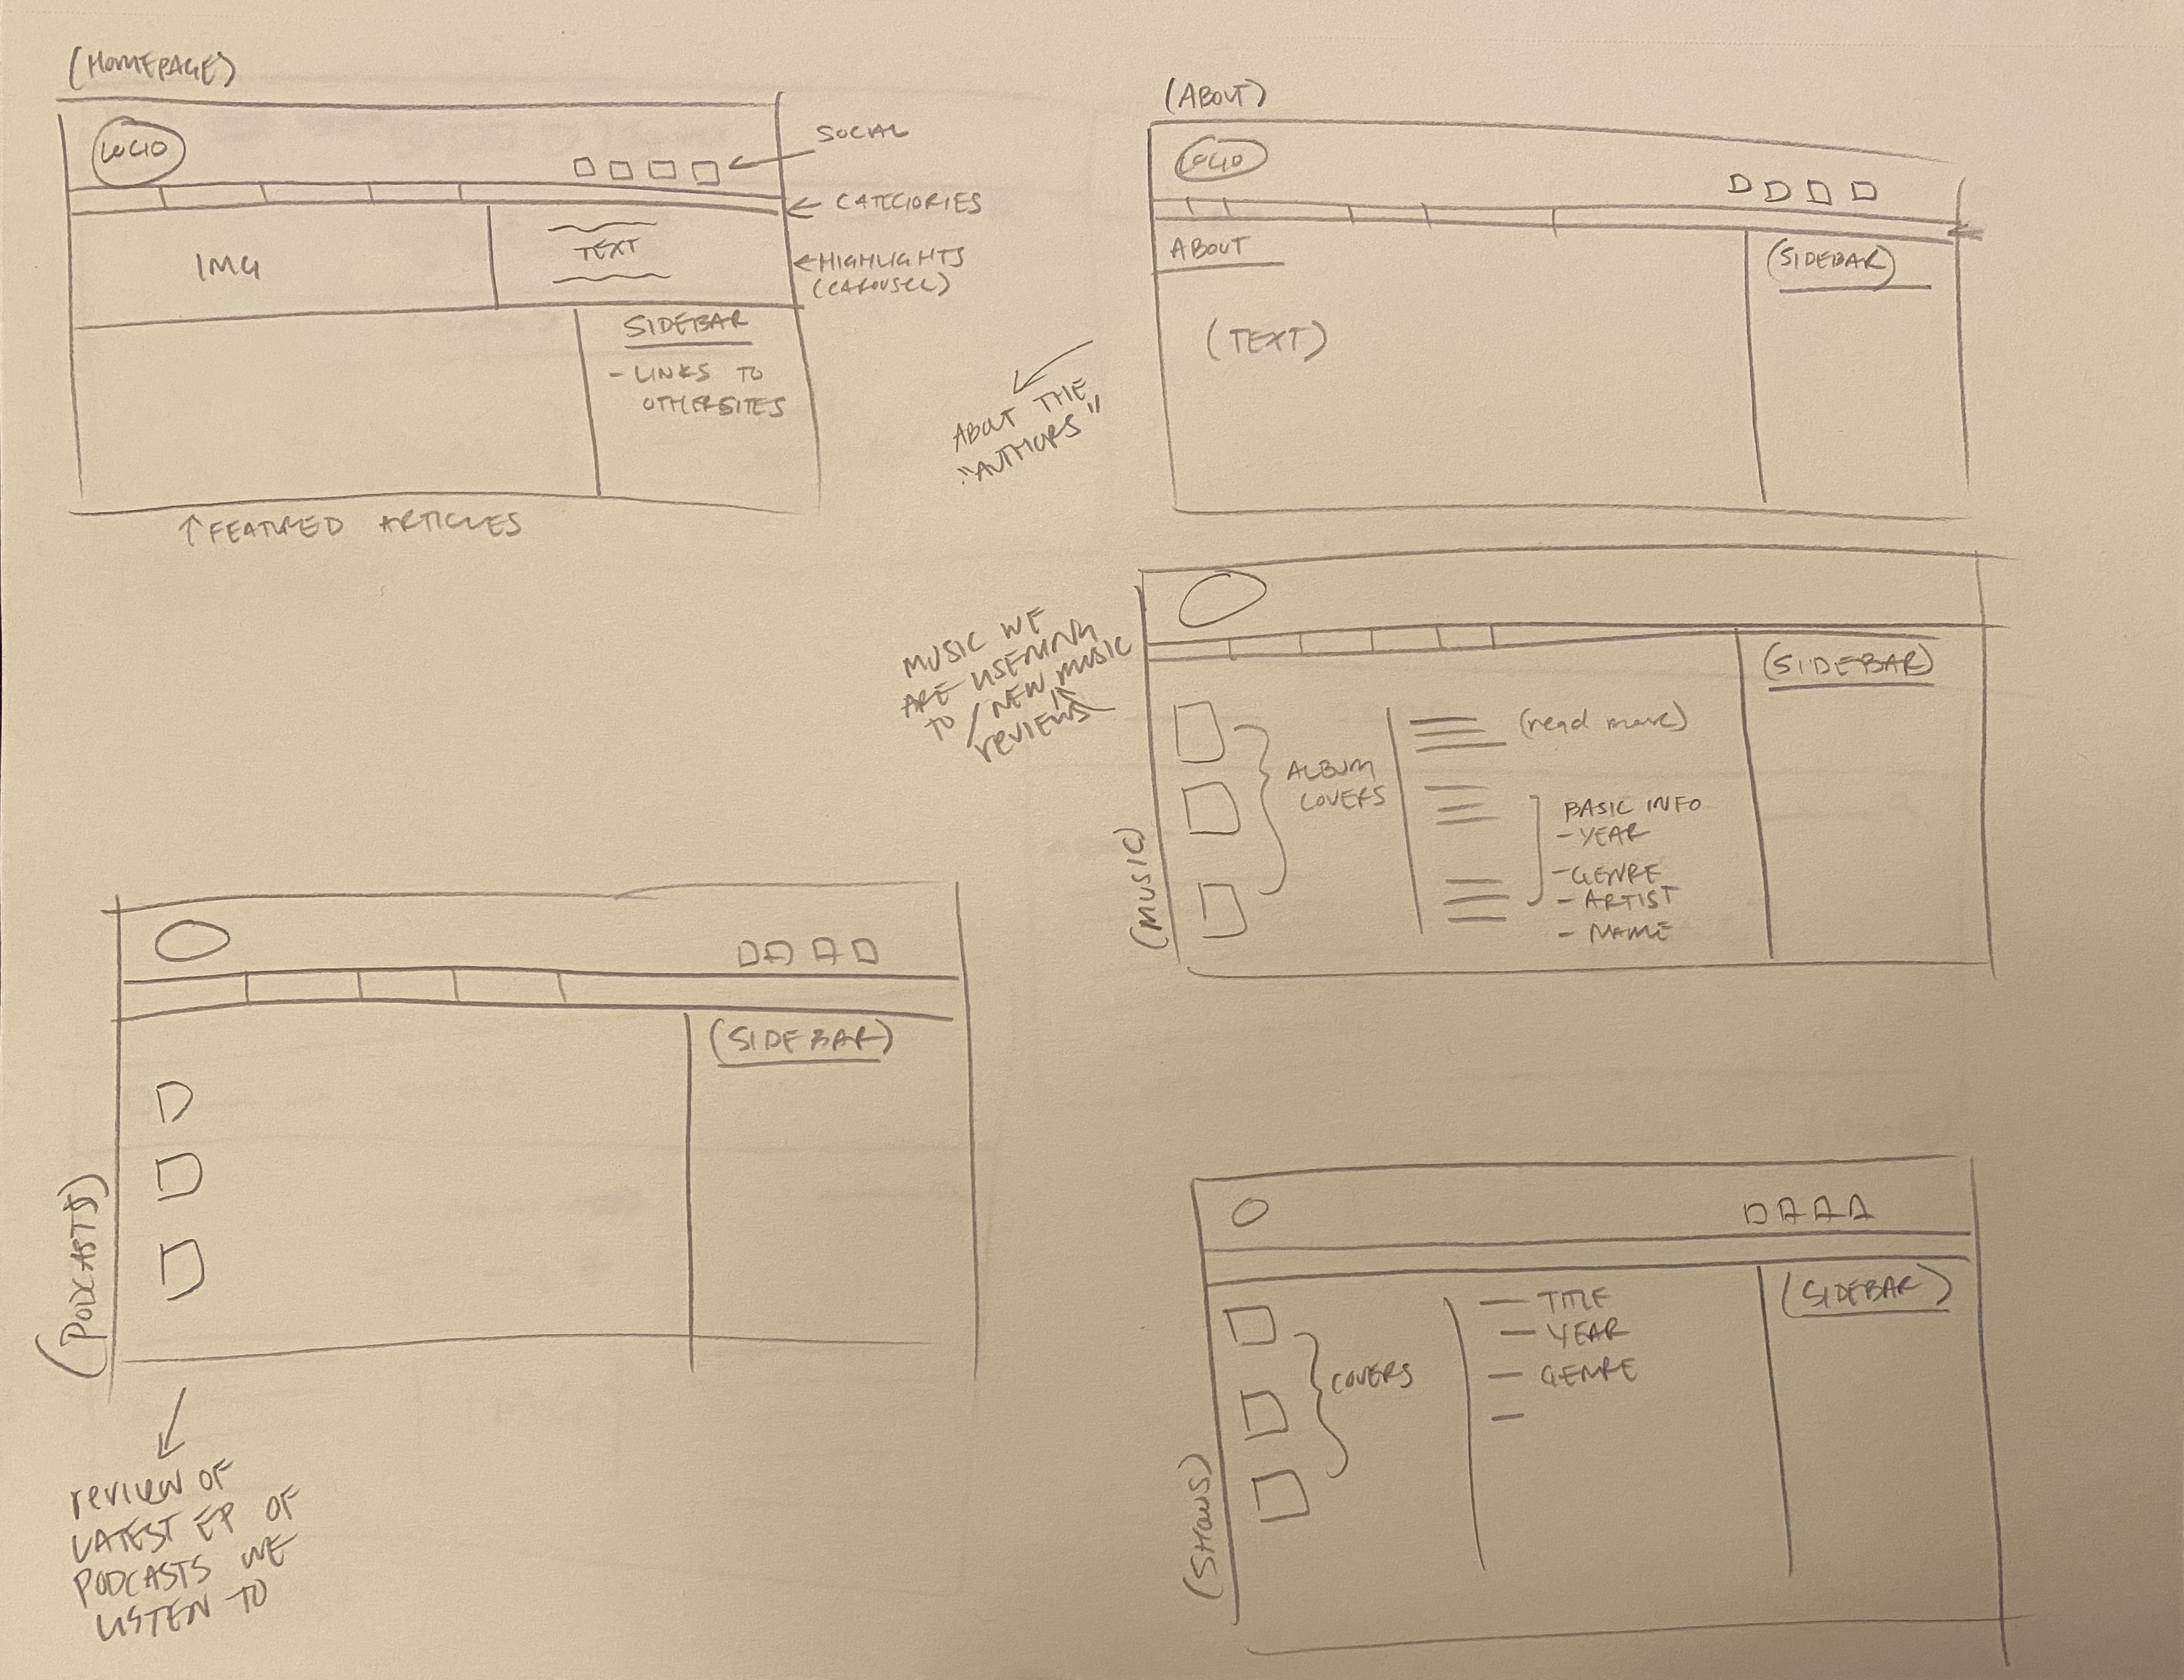 (HOMEPAGE)
LOGO
SOCIAL
CATEGORIES
IMG
TEXT
HIGHLIGHTS
(CAROUSEL)
SIDEBAR
- LINKS TO
OTHER SITES
↑ FEATURED ARTICLES
(ABOUT)
LOGO
ABOUT
(SIDEBAR)
(TEXT)
ABOUT THE
"AUTHORS"
(MUSIC)
MUSIC WE
ARE LISTENING
TO / NEW MUSIC
reviews
(SIDEBAR)
ALBUM
COVERS
(read more)
BASIC INFO
- YEAR
- GENRE
- ARTIST
- NAME
(PODCASTS)
(SIDEBAR)
review OF
LATEST EP OF
PODCASTS WE
LISTEN TO
(SHOWS)
COVERS
TITLE
YEAR
GENRE
(SIDEBAR)